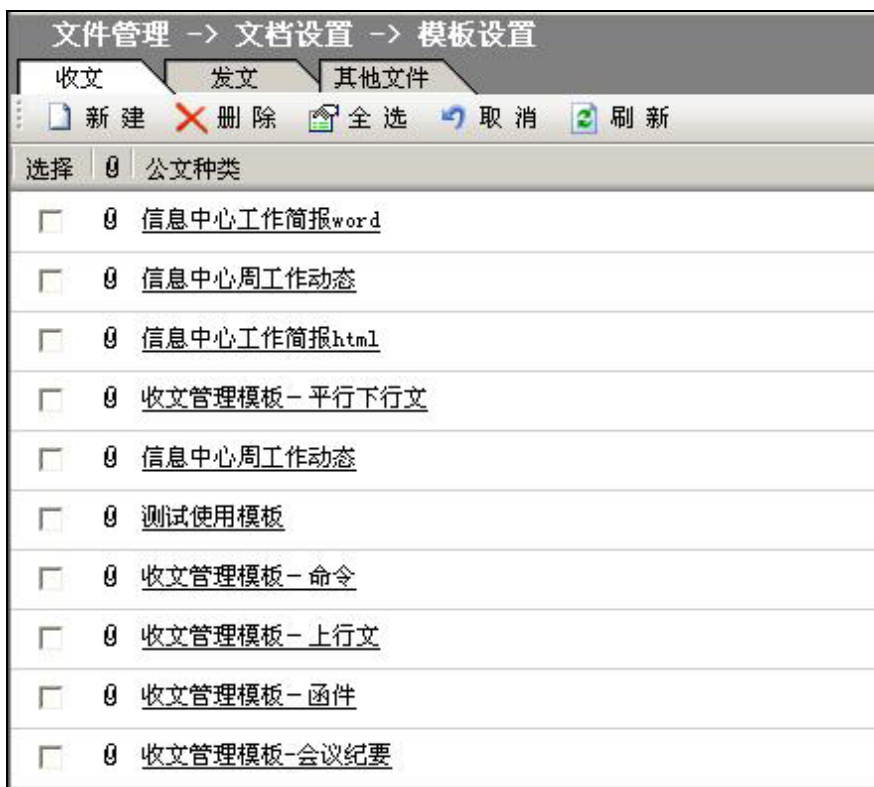 文件管理 -> 文档设置 -> 模板设置
收文 发文 其他文件
新建 删除 全选 取消 刷新
选择 公文种类
信息中心工作简报word
信息中心周工作动态
信息中心工作简报html
收文管理模板－平行下行文
信息中心周工作动态
测试使用模板
收文管理模板－命令
收文管理模板－上行文
收文管理模板－函件
收文管理模板-会议纪要